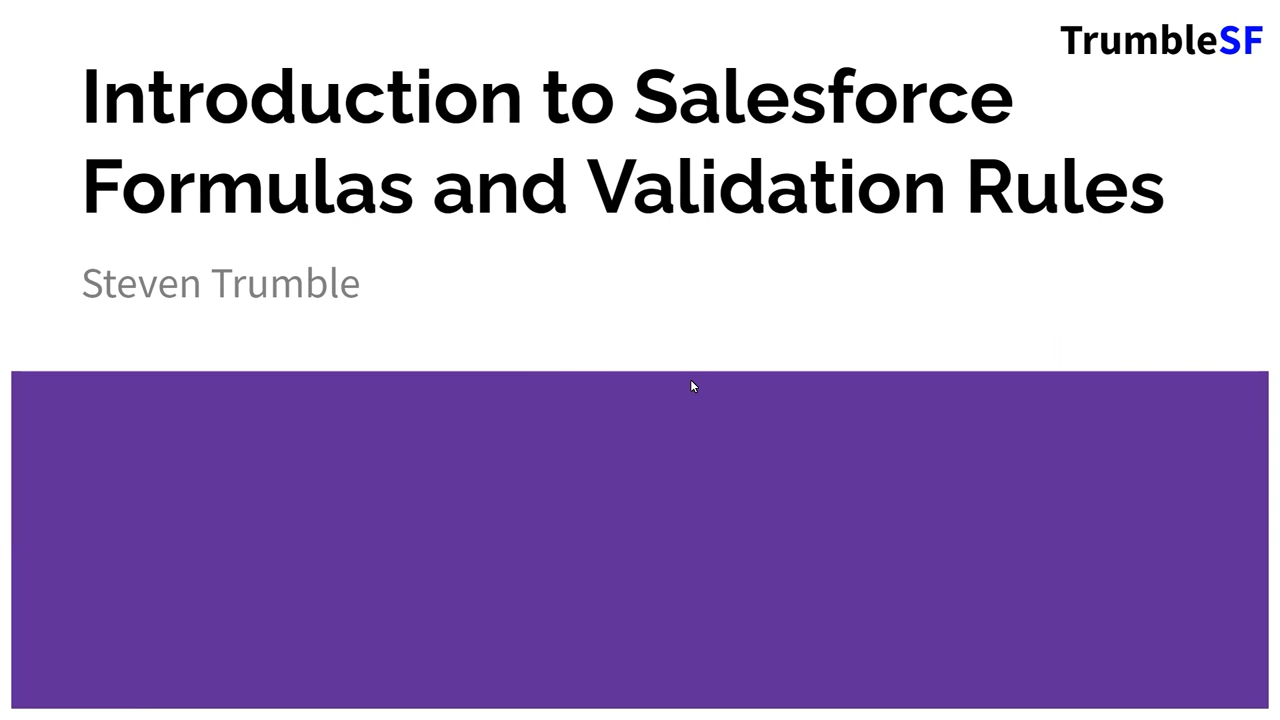 TrumbleSF
Introduction to Salesforce
Formulas and Validation Rules
Steven Trumble